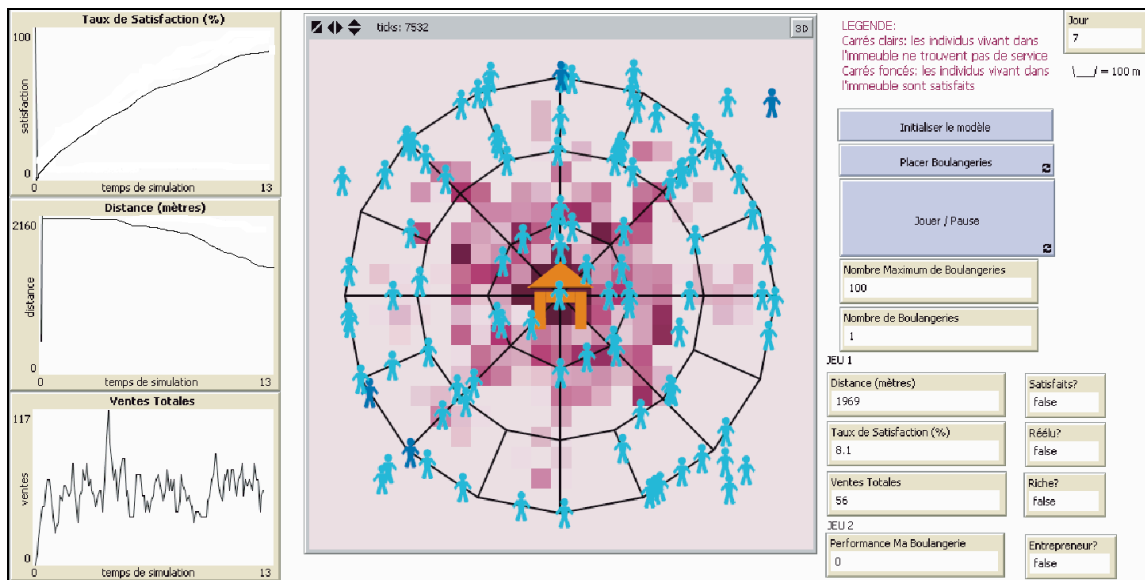 Taux de Satisfaction (%)
100
satisfaction
0
0
temps de simulation
13
Distance (mètres)
2160
distance
0
0
temps de simulation
13
Ventes Totales
117
ventes
0
0
temps de simulation
13
ticks: 7532
3D
LEGENDE:
Carrés clairs: les individus vivant dans
l'immeuble ne trouvent pas de service
Carrés foncés: les individus vivant dans
l'immeuble sont satisfaits
Jour
7
\___/ = 100 m
Initialser le modèle
Placer Boulangeries
Jouer / Pause
Nombre Maximum de Boulangeries
100
Nombre de Boulangeries
1
JEU 1
Distance (mètres)
1969
Satisfaits?
false
Taux de Satisfaction (%)
8.1
Réélu?
false
Ventes Totales
56
Riche?
false
JEU 2
Performance Ma Boulangerie
0
Entrepreneur?
false